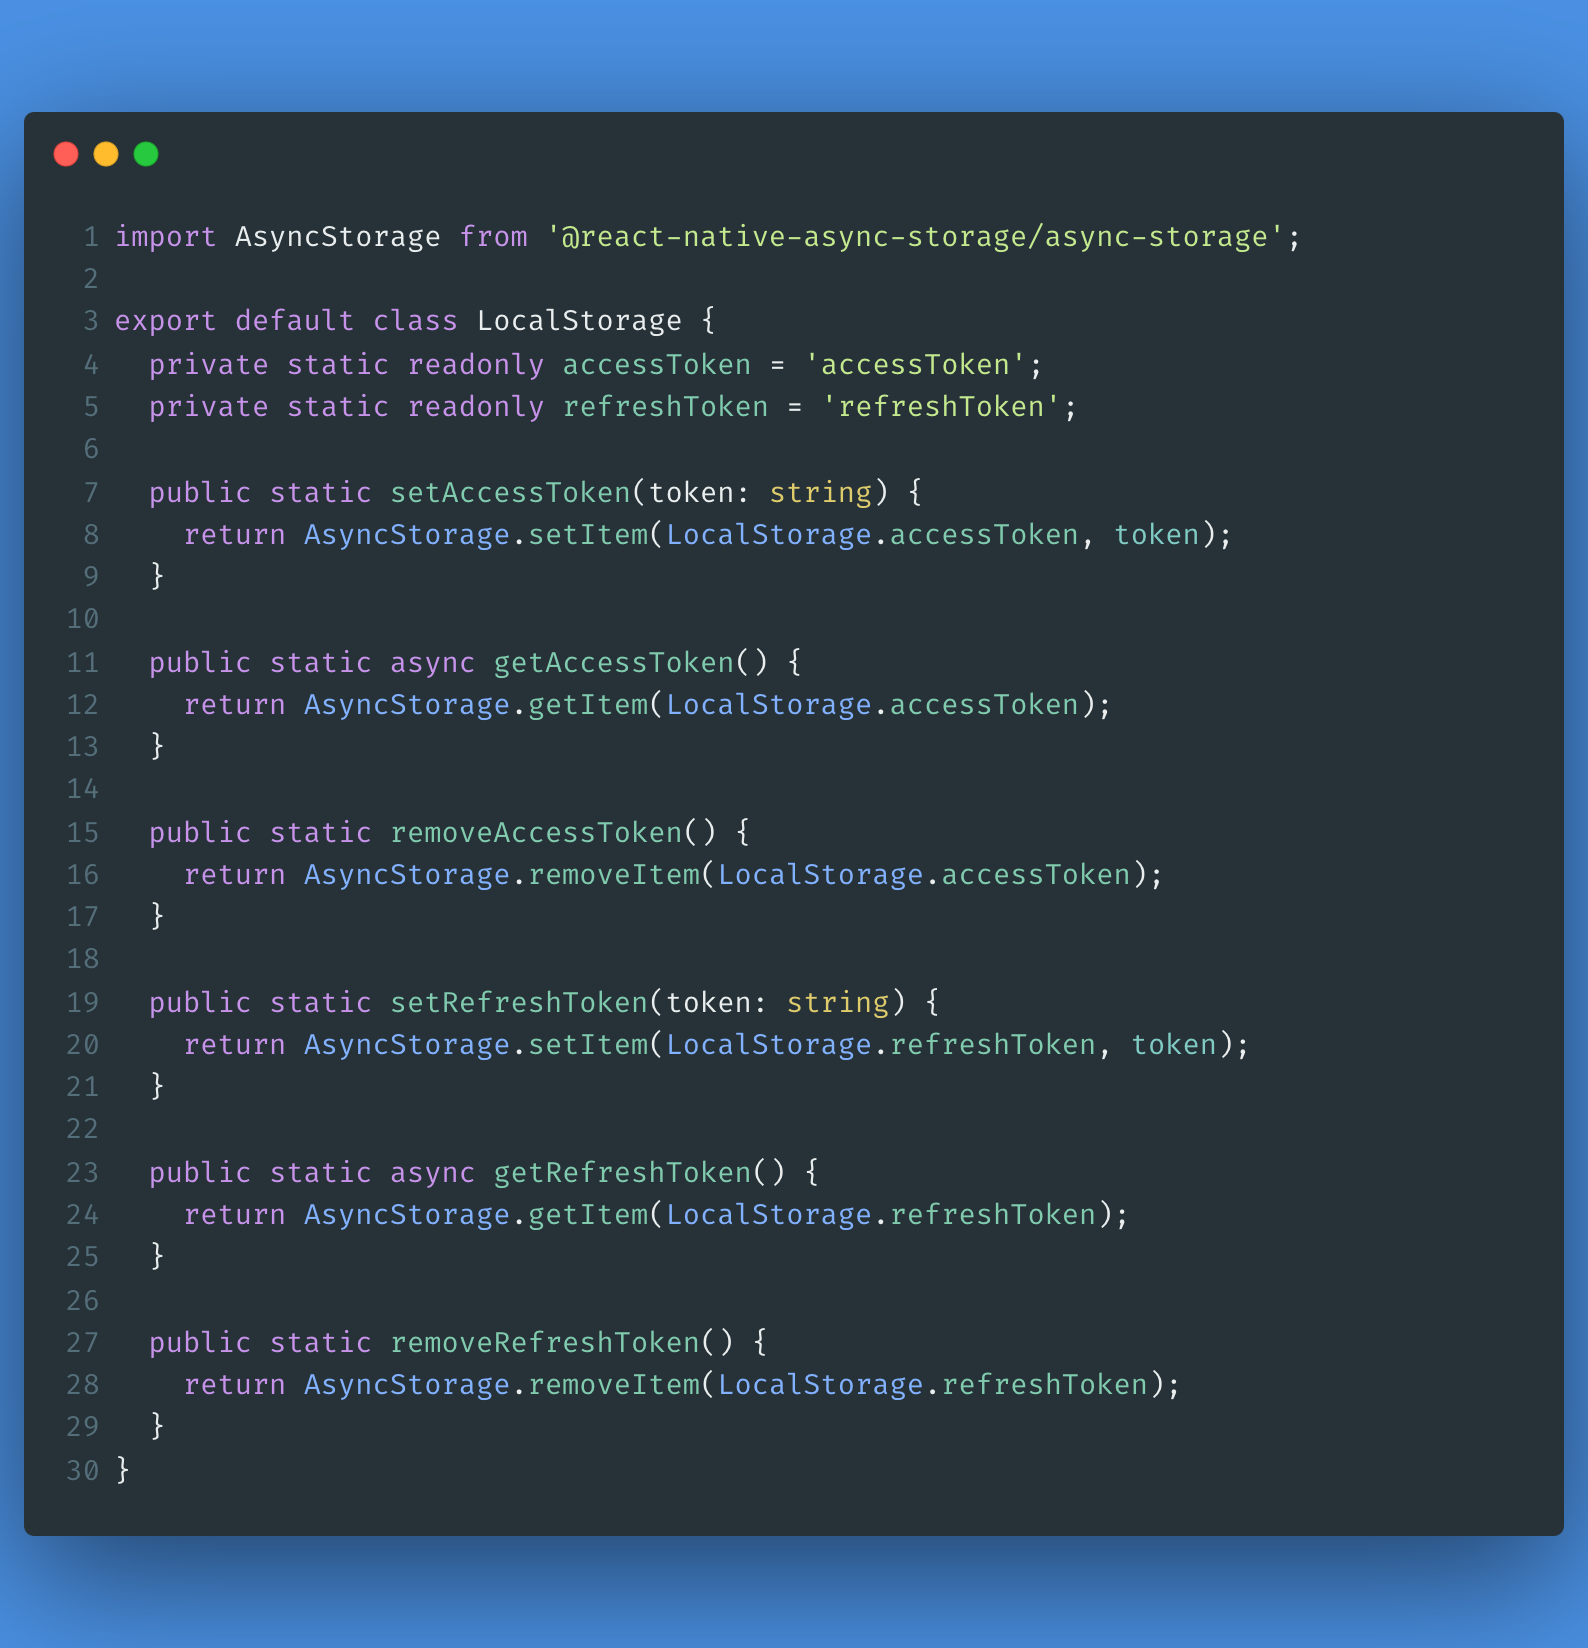 1 import AsyncStorage from '@react-native-async-storage/async-storage';
2
3 export default class LocalStorage {
4   private static readonly accessToken = 'accessToken';
5   private static readonly refreshToken = 'refreshToken';
6
7   public static setAccessToken(token: string) {
8     return AsyncStorage.setItem(LocalStorage.accessToken, token);
9   }
10
11   public static async getAccessToken() {
12     return AsyncStorage.getItem(LocalStorage.accessToken);
13   }
14
15   public static removeAccessToken() {
16     return AsyncStorage.removeItem(LocalStorage.accessToken);
17   }
18
19   public static setRefreshToken(token: string) {
20     return AsyncStorage.setItem(LocalStorage.refreshToken, token);
21   }
22
23   public static async getRefreshToken() {
24     return AsyncStorage.getItem(LocalStorage.refreshToken);
25   }
26
27   public static removeRefreshToken() {
28     return AsyncStorage.removeItem(LocalStorage.refreshToken);
29   }
30 }